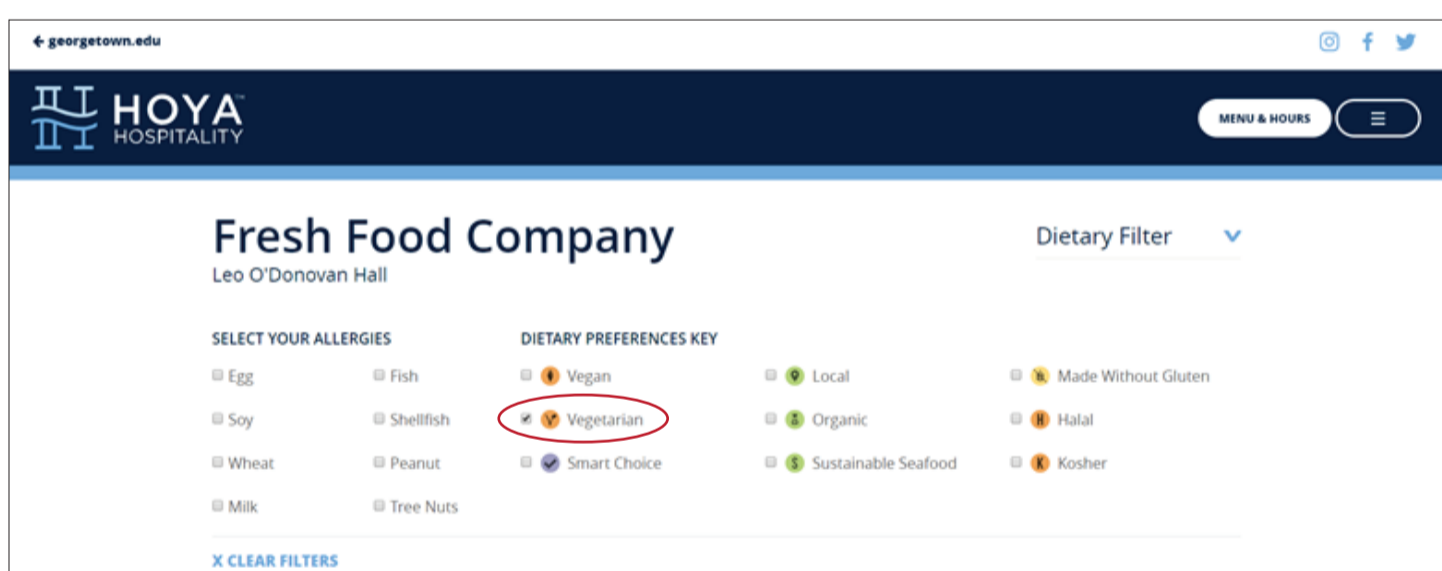 georgetown.edu
HOYA™
HOSPITALITY
MENU & HOURS
Fresh Food Company
Leo O'Donovan Hall
Dietary Filter
SELECT YOUR ALLERGIES
DIETARY PREFERENCES KEY
Egg Fish Vegan Local Made Without Gluten
Soy Shellfish Vegetarian Organic H Halal
Wheat Peanut Smart Choice S Sustainable Seafood K Kosher
Milk Tree Nuts
X CLEAR FILTERS